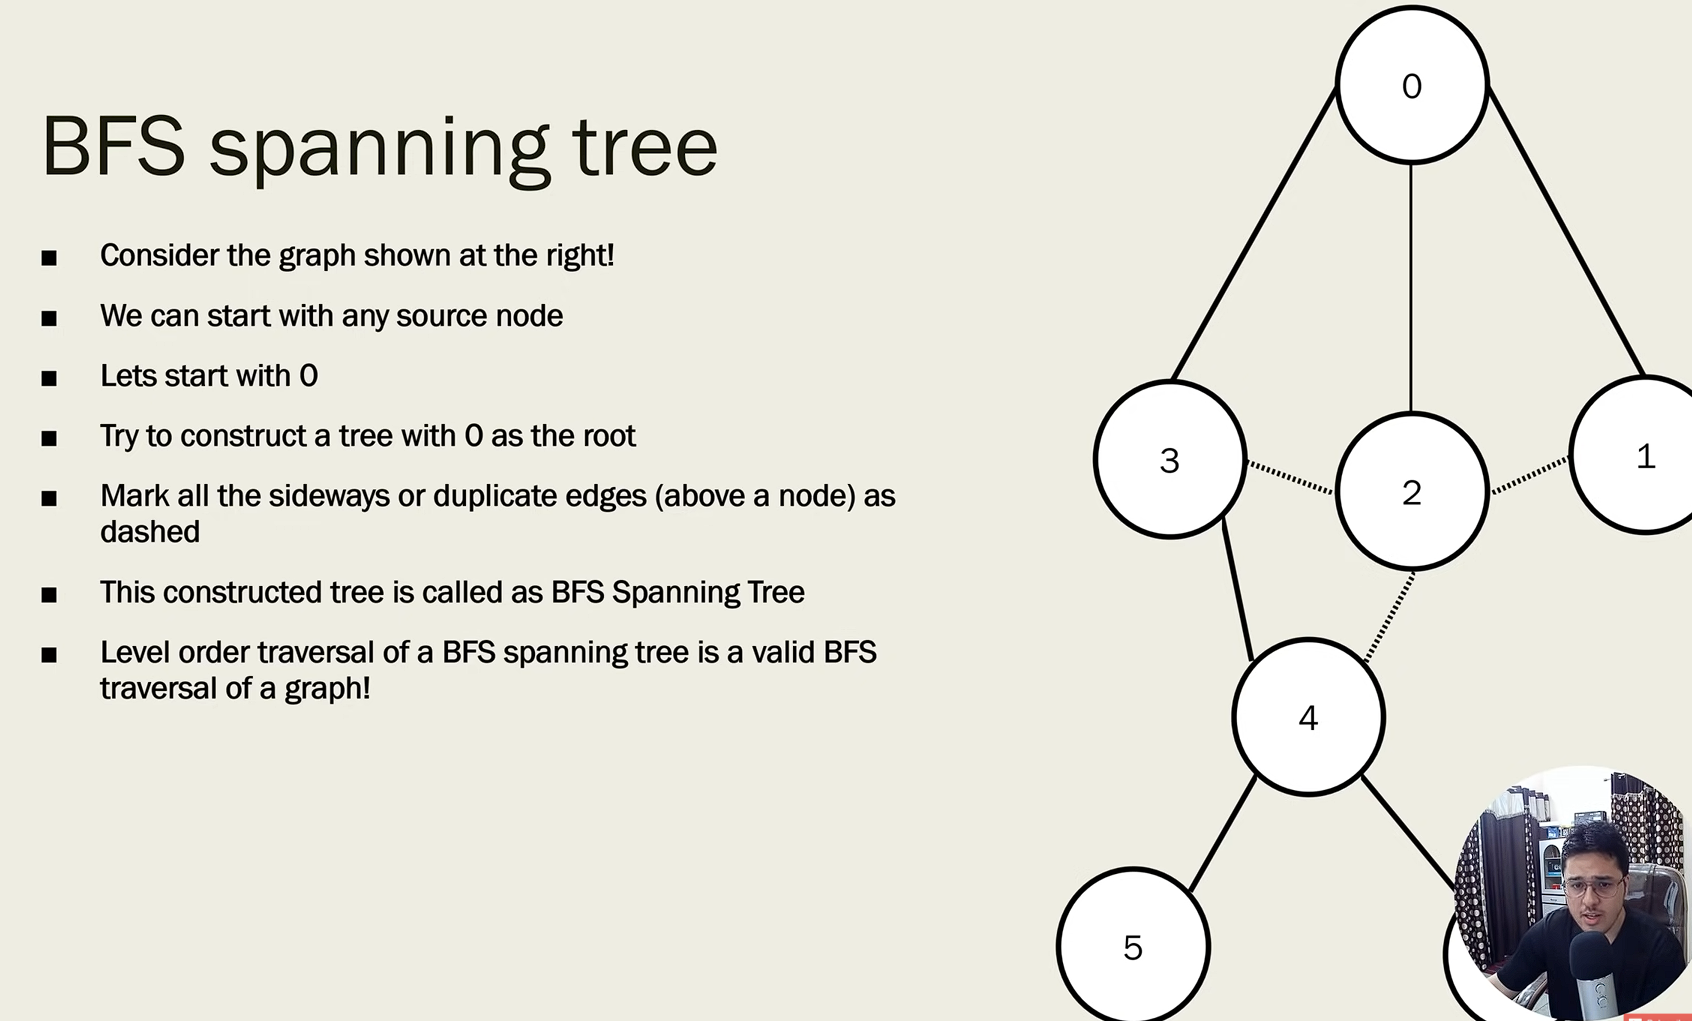 BFS spanning tree
■ Consider the graph shown at the right!
■ We can start with any source node
■ Lets start with 0
■ Try to construct a tree with 0 as the root
■ Mark all the sideways or duplicate edges (above a node) as
dashed
■ This constructed tree is called as BFS Spanning Tree
■ Level order traversal of a BFS spanning tree is a valid BFS
traversal of a graph!
0
3
2
1
4
5